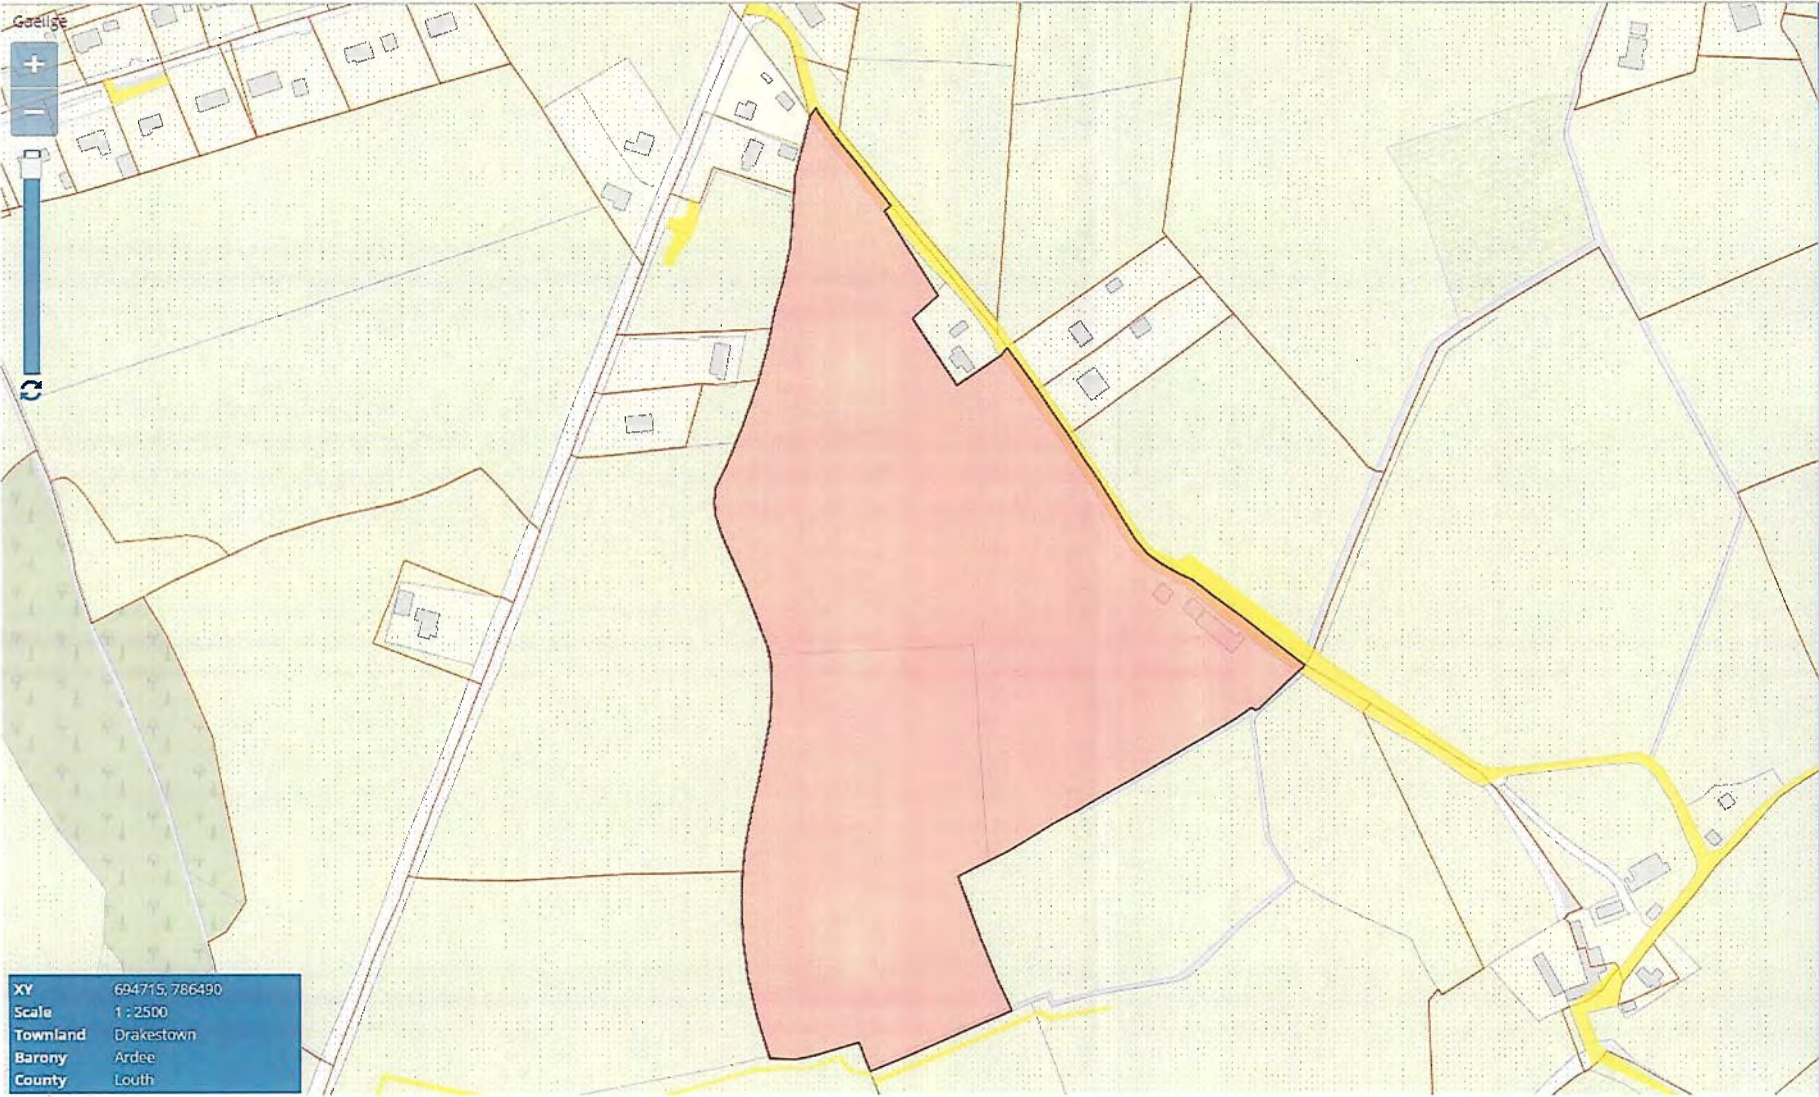 Gaeilge
+
−
XY 694715, 786490
Scale 1 : 2500
Townland Drakestown
Barony Ardee
County Louth